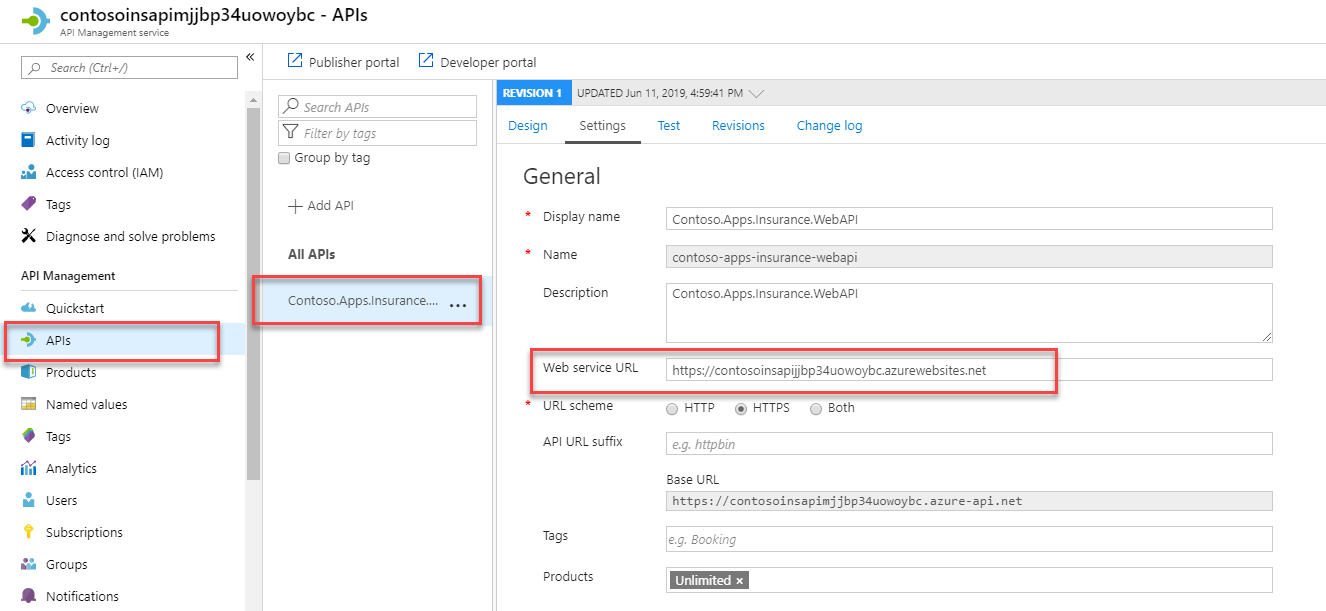 contosoinsapimjjbp34uowoybc - APIs
API Management service
Search (Ctrl+/)
«
Overview
Activity log
Access control (IAM)
Tags
Diagnose and solve problems
API Management
Quickstart
APIs
Products
Named values
Tags
Analytics
Users
Subscriptions
Groups
Notifications
Publisher portal
Developer portal
Search APIs
Filter by tags
Group by tag
Add API
All APIs
Contoso.Apps.Insurance.... ...
REVISION 1 UPDATED Jun 11, 2019, 4:59:41 PM
Design Settings Test Revisions Change log
General
* Display name Contoso.Apps.Insurance.WebAPI
* Name contoso-apps-insurance-webapi
Description Contoso.Apps.Insurance.WebAPI
Web service URL https://contosoinsapijjbp34uowoybc.azurewebsites.net
* URL scheme HTTP HTTPS Both
API URL suffix e.g. httpbin
Base URL
https://contosoinsapimjjbp34uowoybc.azure-api.net
Tags e.g. Booking
Products Unlimited ×